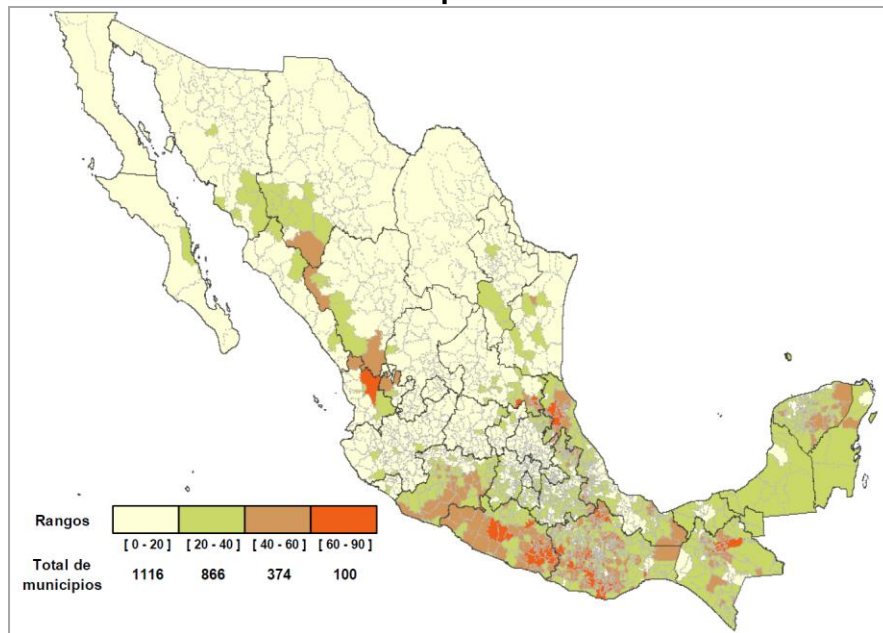 Rangos
[ 0 - 20 ] [ 20 - 40 ] [ 40 - 60 ] [ 60 - 90 ]
Total de
municipios
1116 866 374 100